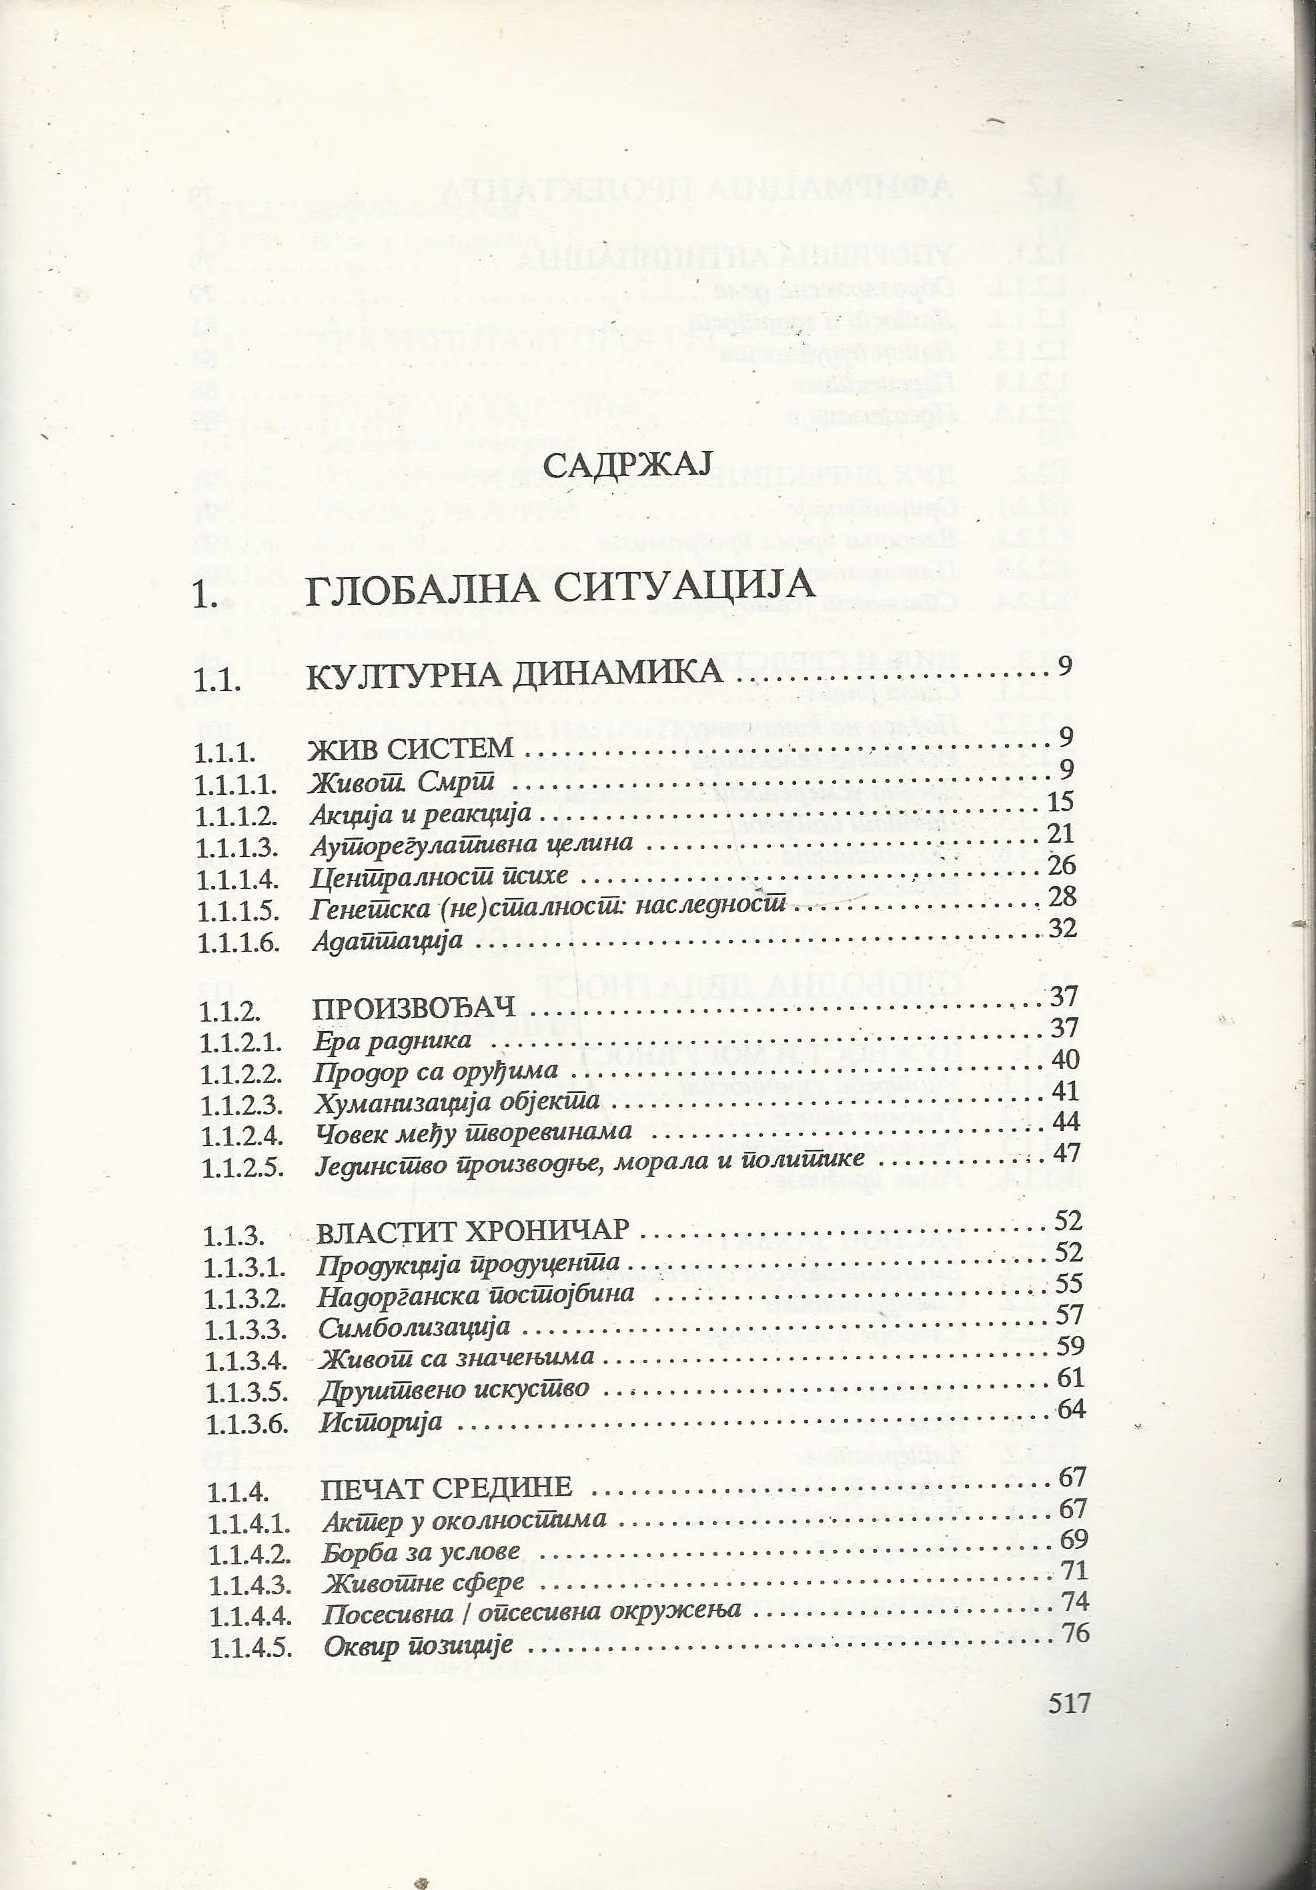 САДРЖАЈ
1. ГЛОБАЛНА СИТУАЦИЈА
1.1. КУЛТУРНА ДИНАМИКА ........................ 9
1.1.1. ЖИВ СИСТЕМ ........................ 9
1.1.1.1. Живот. Смрт ........................ 9
1.1.1.2. Акција и реакција ........................ 15
1.1.1.3. Ауторегулативна целина ........................ 21
1.1.1.4. Централност психе ........................ 26
1.1.1.5. Генетска (не)сталност: наследност ........................ 28
1.1.1.6. Адаптација ........................ 32
1.1.2. ПРОИЗВОЂАЧ ........................ 37
1.1.2.1. Ера радника ........................ 37
1.1.2.2. Продор са оруђима ........................ 40
1.1.2.3. Хуманизација објекта ........................ 41
1.1.2.4. Човек међу творевинама ........................ 44
1.1.2.5. Јединство производње, морала и политике ........................ 47
1.1.3. ВЛАСТИТ ХРОНИЧАР ........................ 52
1.1.3.1. Продукција продуцента ........................ 52
1.1.3.2. Надорганска постојбина ........................ 55
1.1.3.3. Симболизација ........................ 57
1.1.3.4. Живот са значењима ........................ 59
1.1.3.5. Друштвено искуство ........................ 61
1.1.3.6. Историја ........................ 64
1.1.4. ПЕЧАТ СРЕДИНЕ ........................ 67
1.1.4.1. Актер у околностима ........................ 67
1.1.4.2. Борба за услове ........................ 69
1.1.4.3. Животне сфере ........................ 71
1.1.4.4. Посесивна / опсесивна окружења ........................ 74
1.1.4.5. Оквир позиције ........................ 76
517